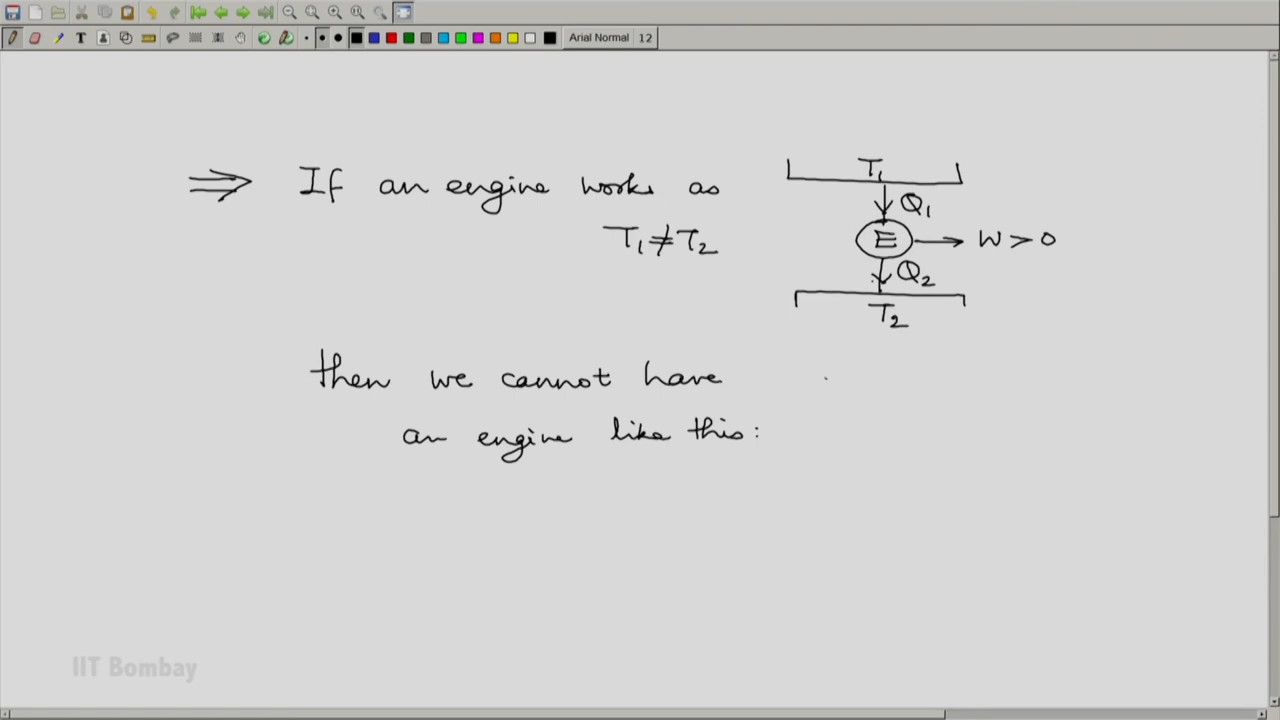 Arial Normal 12
⇒ If an engine works as
T₁ ≠ T₂
T₁
Q₁
E → W > 0
Q₂
T₂
then we cannot have
an engine like this:
IIT Bombay